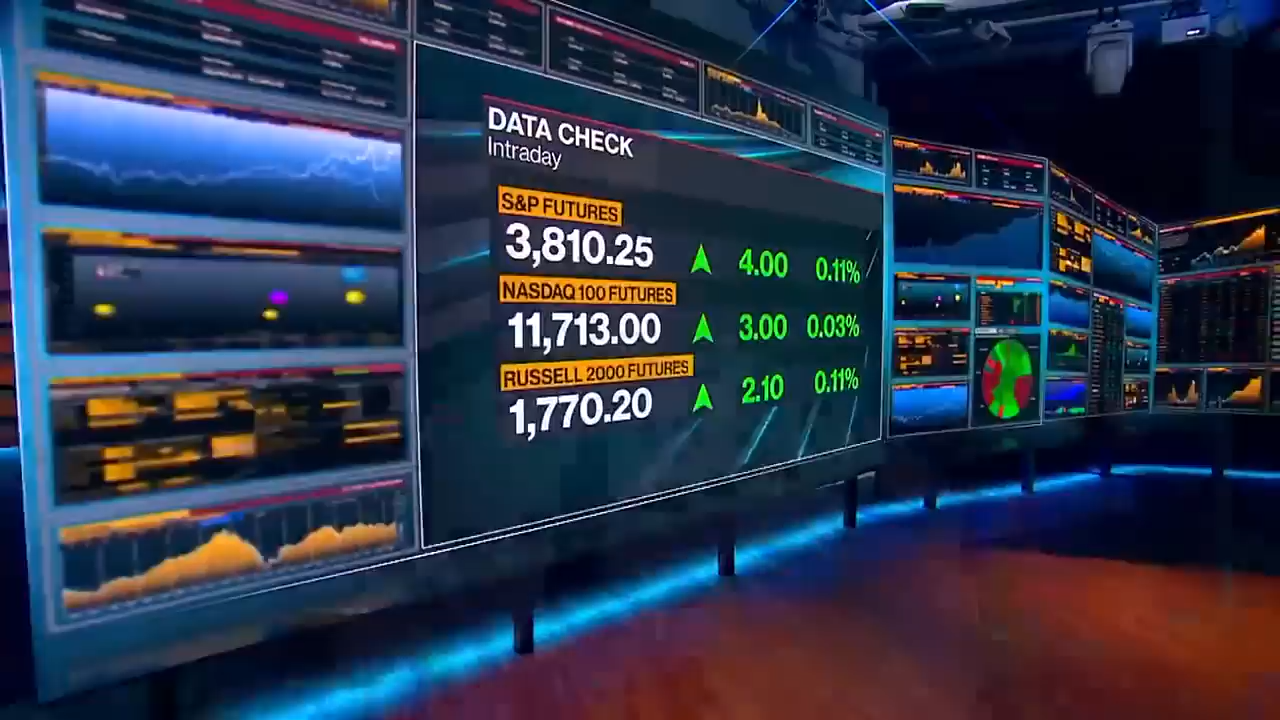 DATA CHECK
Intraday
S&P FUTURES
3,810.25 4.00 0.11%
NASDAQ 100 FUTURES
11,713.00 3.00 0.03%
RUSSELL 2000 FUTURES
1,770.20 2.10 0.11%